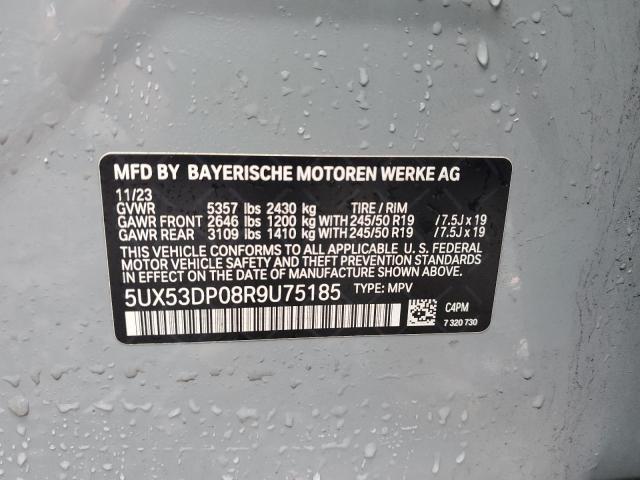 MFD BY BAYERISCHE MOTOREN WERKE AG
11/23
GVWR 5357 lbs 2430 kg TIRE / RIM
GAWR FRONT 2646 lbs 1200 kg WITH 245/50 R19 / 7.5J x 19
GAWR REAR 3109 lbs 1410 kg WITH 245/50 R19 / 7.5J x 19
THIS VEHICLE CONFORMS TO ALL APPLICABLE U. S. FEDERAL
MOTOR VEHICLE SAFETY AND THEFT PREVENTION STANDARDS
IN EFFECT ON THE DATE OF MANUFACTURE SHOWN ABOVE.
5UX53DP08R9U75185 TYPE: MPV
C4PM
7 320 730